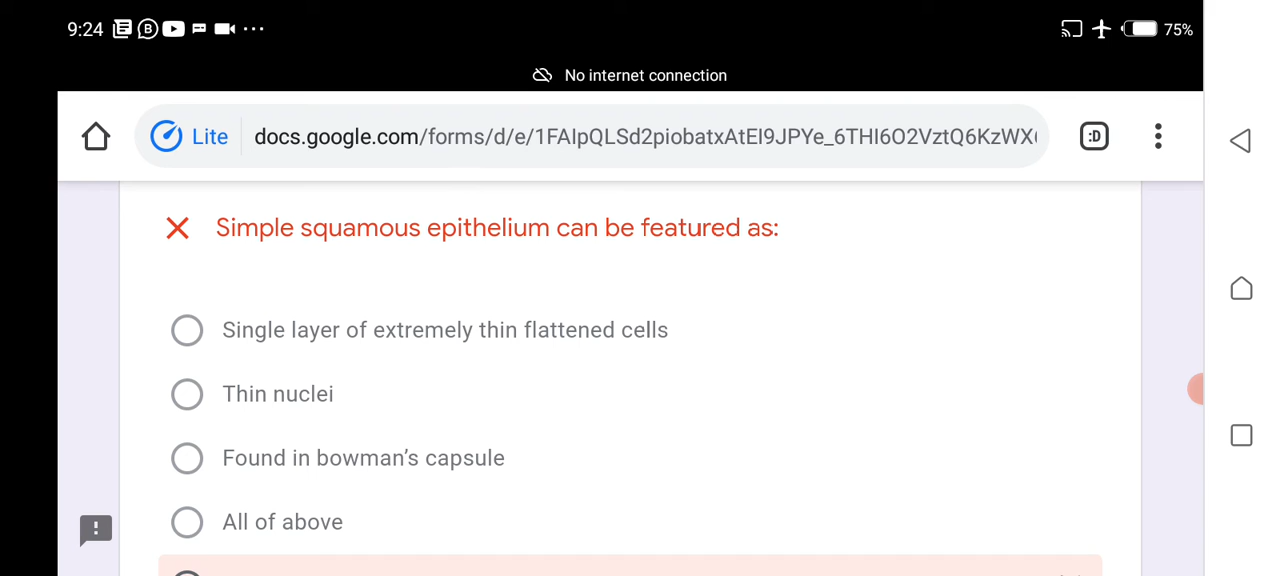 9:24
75%
No internet connection
Lite
docs.google.com/forms/d/e/1FAIpQLSd2piobatxAtEI9JPYe_6THI6O2VztQ6KzWX
:D
Simple squamous epithelium can be featured as:
Single layer of extremely thin flattened cells
Thin nuclei
Found in bowman's capsule
All of above